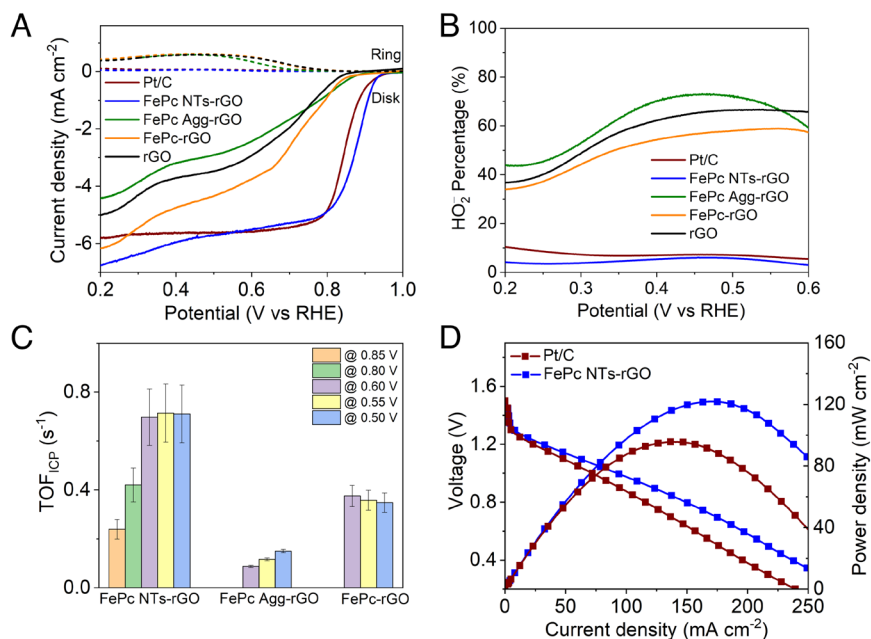 A
Current density (mA cm⁻²)
0
-2
-4
-6
Ring
Disk
Pt/C
FePc NTs-rGO
FePc Agg-rGO
FePc-rGO
rGO
0.2 0.4 0.6 0.8 1.0
Potential (V vs RHE)
B
HO₂⁻ Percentage (%)
100
80
60
40
20
0
Pt/C
FePc NTs-rGO
FePc Agg-rGO
FePc-rGO
rGO
0.2 0.3 0.4 0.5 0.6
Potential (V vs RHE)
C
TOF_ICP (s⁻¹)
0.8
0.4
0.0
@ 0.85 V
@ 0.80 V
@ 0.60 V
@ 0.55 V
@ 0.50 V
FePc NTs-rGO FePc Agg-rGO FePc-rGO
D
Pt/C
FePc NTs-rGO
Voltage (V)
1.6
1.2
0.8
0.4
Power density (mW cm⁻²)
160
120
80
40
0
0 50 100 150 200 250
Current density (mA cm⁻²)